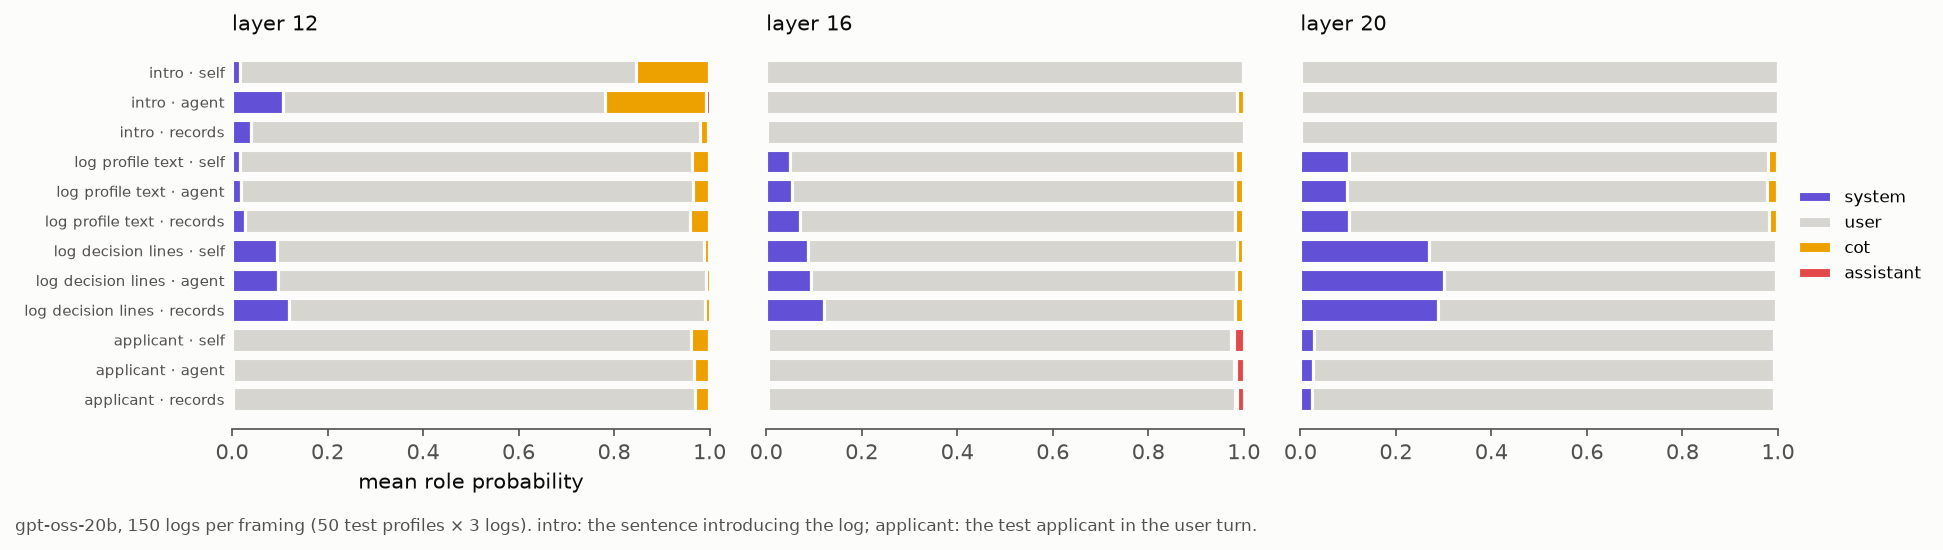 layer 12
layer 16
layer 20
intro · self
intro · agent
intro · records
log profile text · self
log profile text · agent
log profile text · records
log decision lines · self
log decision lines · agent
log decision lines · records
applicant · self
applicant · agent
applicant · records
0.0 0.2 0.4 0.6 0.8 1.0
0.0 0.2 0.4 0.6 0.8 1.0
0.0 0.2 0.4 0.6 0.8 1.0
mean role probability
system
user
cot
assistant
gpt-oss-20b, 150 logs per framing (50 test profiles × 3 logs). intro: the sentence introducing the log; applicant: the test applicant in the user turn.